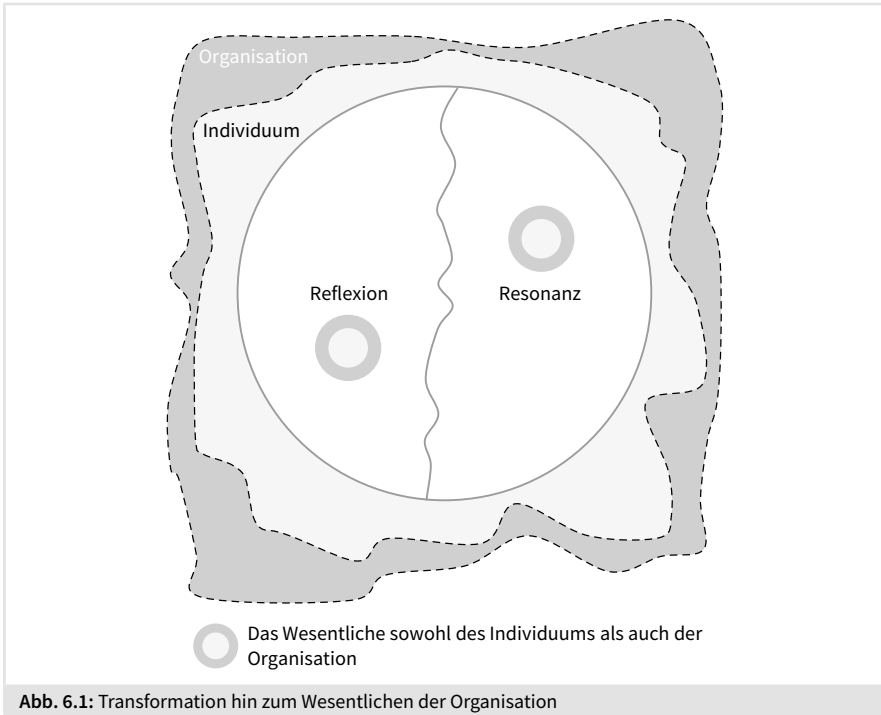 Organisation
Individuum
Reflexion
Resonanz
Das Wesentliche sowohl des Individuums als auch der
Organisation
Abb. 6.1: Transformation hin zum Wesentlichen der Organisation